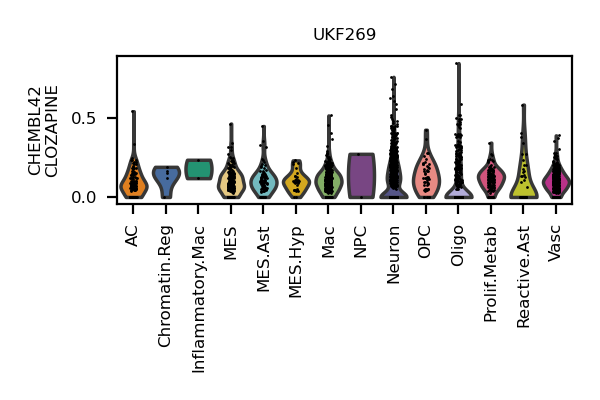 UKF269
CHEMBL42
CLOZAPINE
0.5
0.0
AC
Chromatin.Reg
Inflammatory.Mac
MES
MES.Ast
MES.Hyp
Mac
NPC
Neuron
OPC
Oligo
Prolif.Metab
Reactive.Ast
Vasc